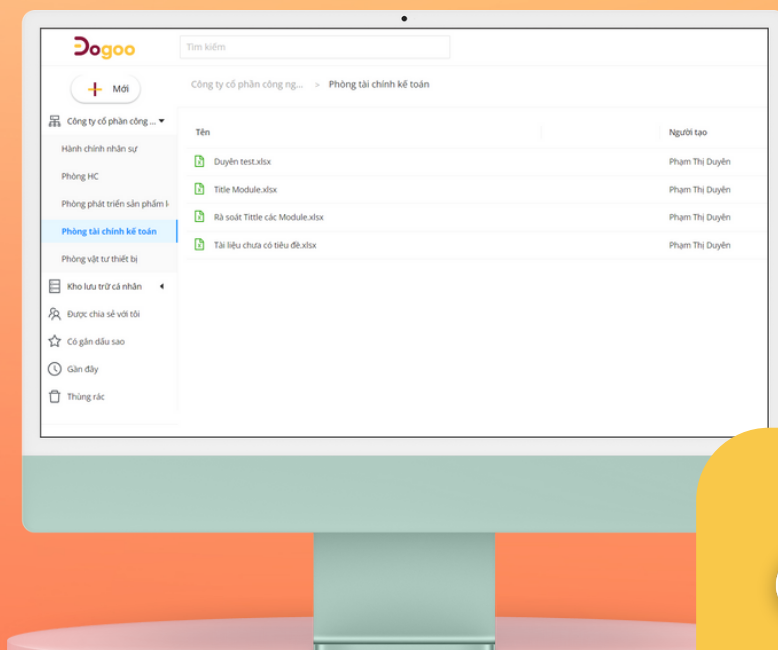 Dogoo
Tìm kiếm
Mới
Công ty cổ phần công ng... > Phòng tài chính kế toán
Công ty cổ phần công ...
Hành chính nhân sự
Phòng HC
Phòng phát triển sản phẩm
Phòng tài chính kế toán
Phòng vật tư thiết bị
Kho lưu trữ cá nhân
Được chia sẻ với tôi
Có gắn dấu sao
Gần đây
Thùng rác
Tên Người tạo
Duyên test.xlsx Phạm Thị Duyên
Title Module.xlsx Phạm Thị Duyên
Rà soát Tittle các Module.xlsx Phạm Thị Duyên
Tài liệu chưa có tiêu đề.xlsx Phạm Thị Duyên